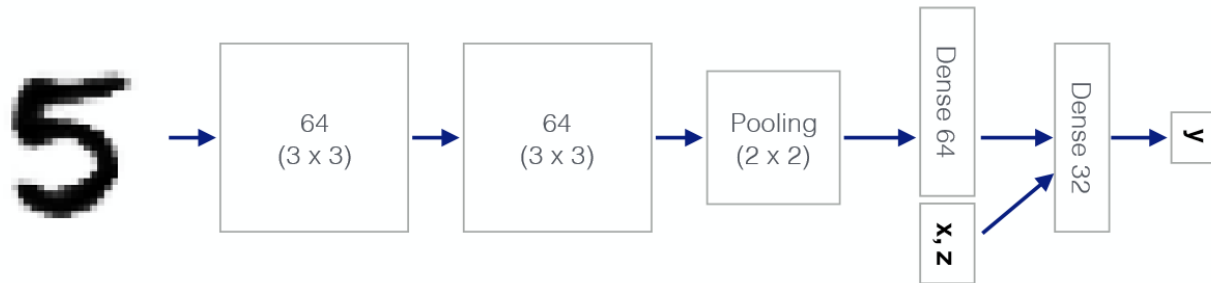 5
64
(3 x 3)
64
(3 x 3)
Pooling
(2 x 2)
Dense 64
x, z
Dense 32
y